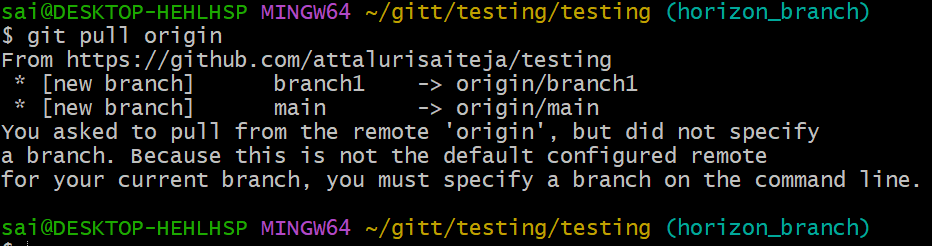 sai@DESKTOP-HEHLHSP MINGW64 ~/gitt/testing/testing (horizon_branch)
$ git pull origin
From https://github.com/attalurisaiteja/testing
 * [new branch]      branch1    -> origin/branch1
 * [new branch]      main       -> origin/main
You asked to pull from the remote 'origin', but did not specify
a branch. Because this is not the default configured remote
for your current branch, you must specify a branch on the command line.
sai@DESKTOP-HEHLHSP MINGW64 ~/gitt/testing/testing (horizon_branch)